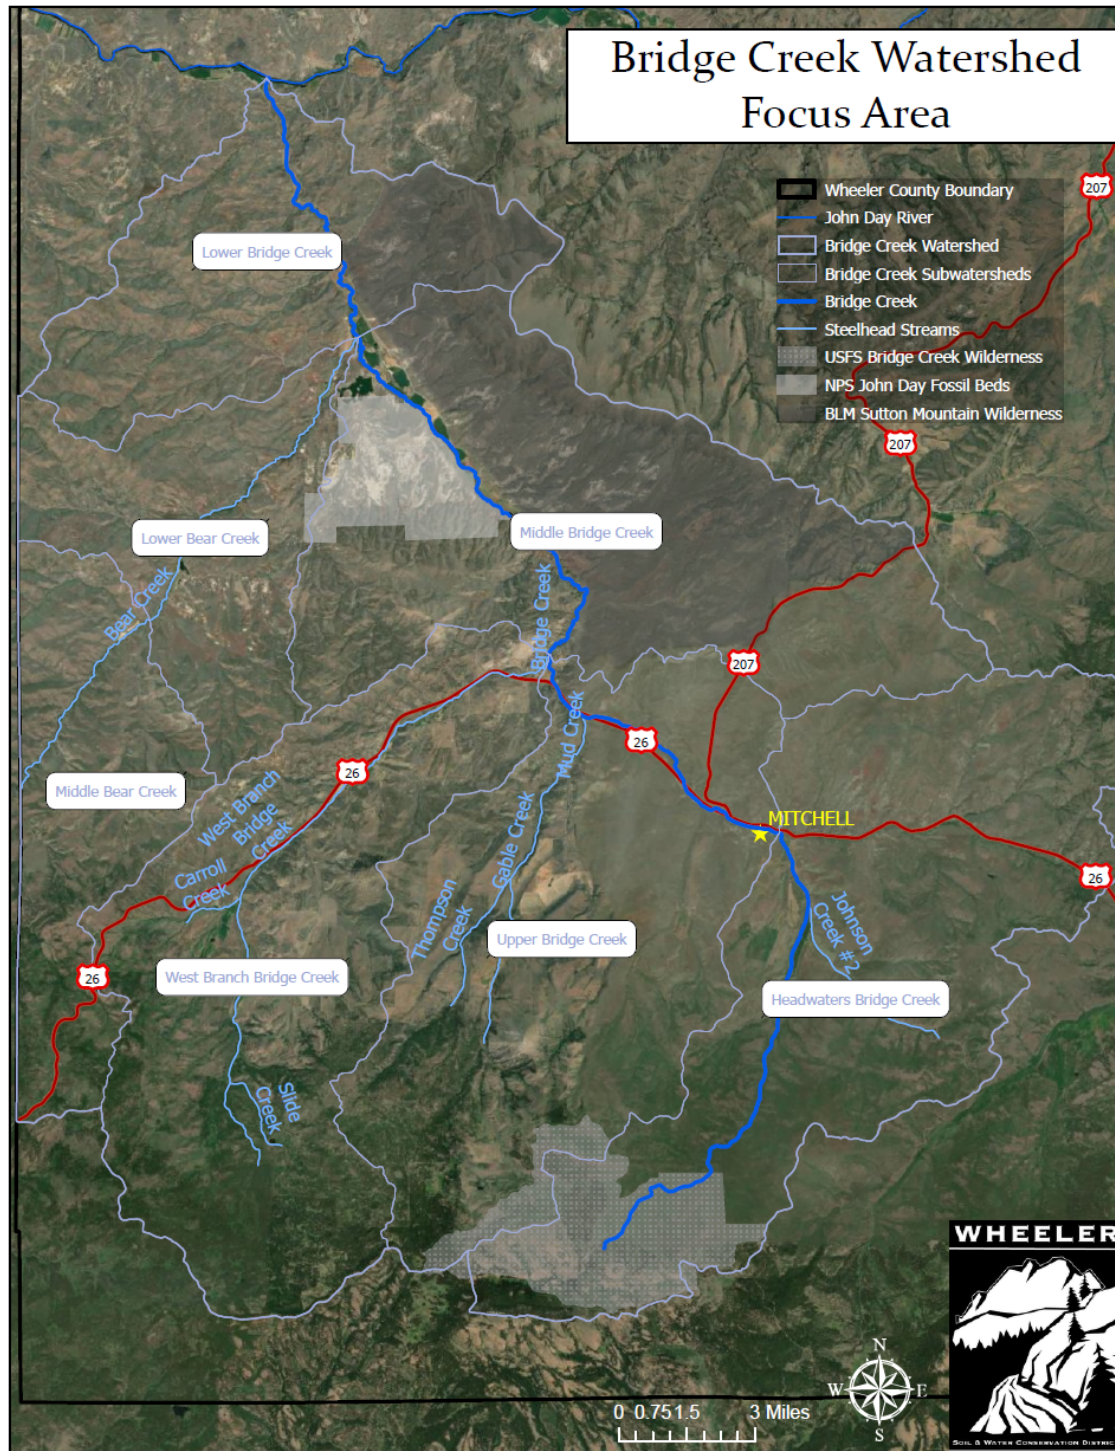 Bridge Creek Watershed
Focus Area
Wheeler County Boundary
John Day River
Bridge Creek Watershed
Bridge Creek Subwatersheds
Bridge Creek
Steelhead Streams
USFS Bridge Creek Wilderness
NPS John Day Fossil Beds
BLM Sutton Mountain Wilderness
207
207
Lower Bridge Creek
Lower Bear Creek
Middle Bridge Creek
Bear Creek
Bridge Creek
207
Mud Creek
26
26
Middle Bear Creek
West Branch
Bridge
Creek
MITCHELL
Carroll
Creek
Gable Creek
Thompson
Creek
26
Johnson
Creek #2
Upper Bridge Creek
26
West Branch Bridge Creek
Headwaters Bridge Creek
Slide
Creek
WHEELER
SOIL & WATER CONSERVATION DISTRICT
N
W E
S
0 0.75 1.5 3 Miles